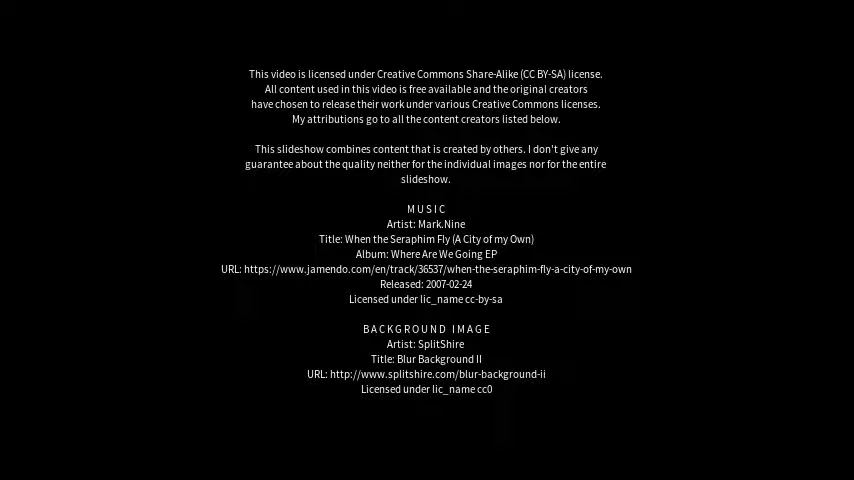 This video is licensed under Creative Commons Share-Alike (CC BY-SA) license.
All content used in this video is free available and the original creators
have chosen to release their work under various Creative Commons licenses.
My attributions go to all the content creators listed below.
This slideshow combines content that is created by others. I don't give any
guarantee about the quality neither for the individual images nor for the entire
slideshow.
MUSIC
Artist: Mark.Nine
Title: When the Seraphim Fly (A City of my Own)
Album: Where Are We Going EP
URL: https://www.jamendo.com/en/track/36537/when-the-seraphim-fly-a-city-of-my-own
Released: 2007-02-24
Licensed under lic_name cc-by-sa
BACKGROUND IMAGE
Artist: SplitShire
Title: Blur Background II
URL: http://www.splitshire.com/blur-background-ii
Licensed under lic_name cc0